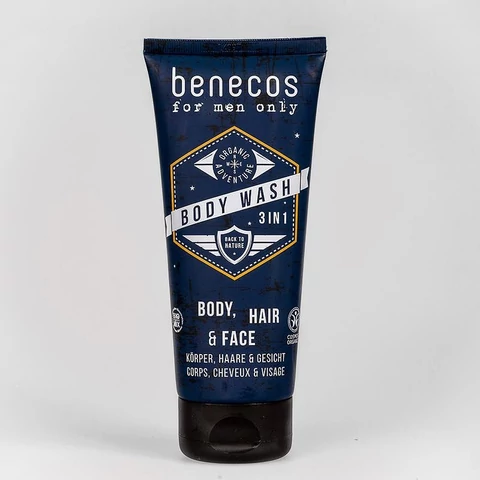 benecos
for men only
ORGANIC
N
W E
S
ADVENTURE
BODY WASH
3 IN 1
BACK TO
NATURE
BODY, HAIR
& FACE
KÖRPER, HAARE & GESICHT
CORPS, CHEVEUX & VISAGE